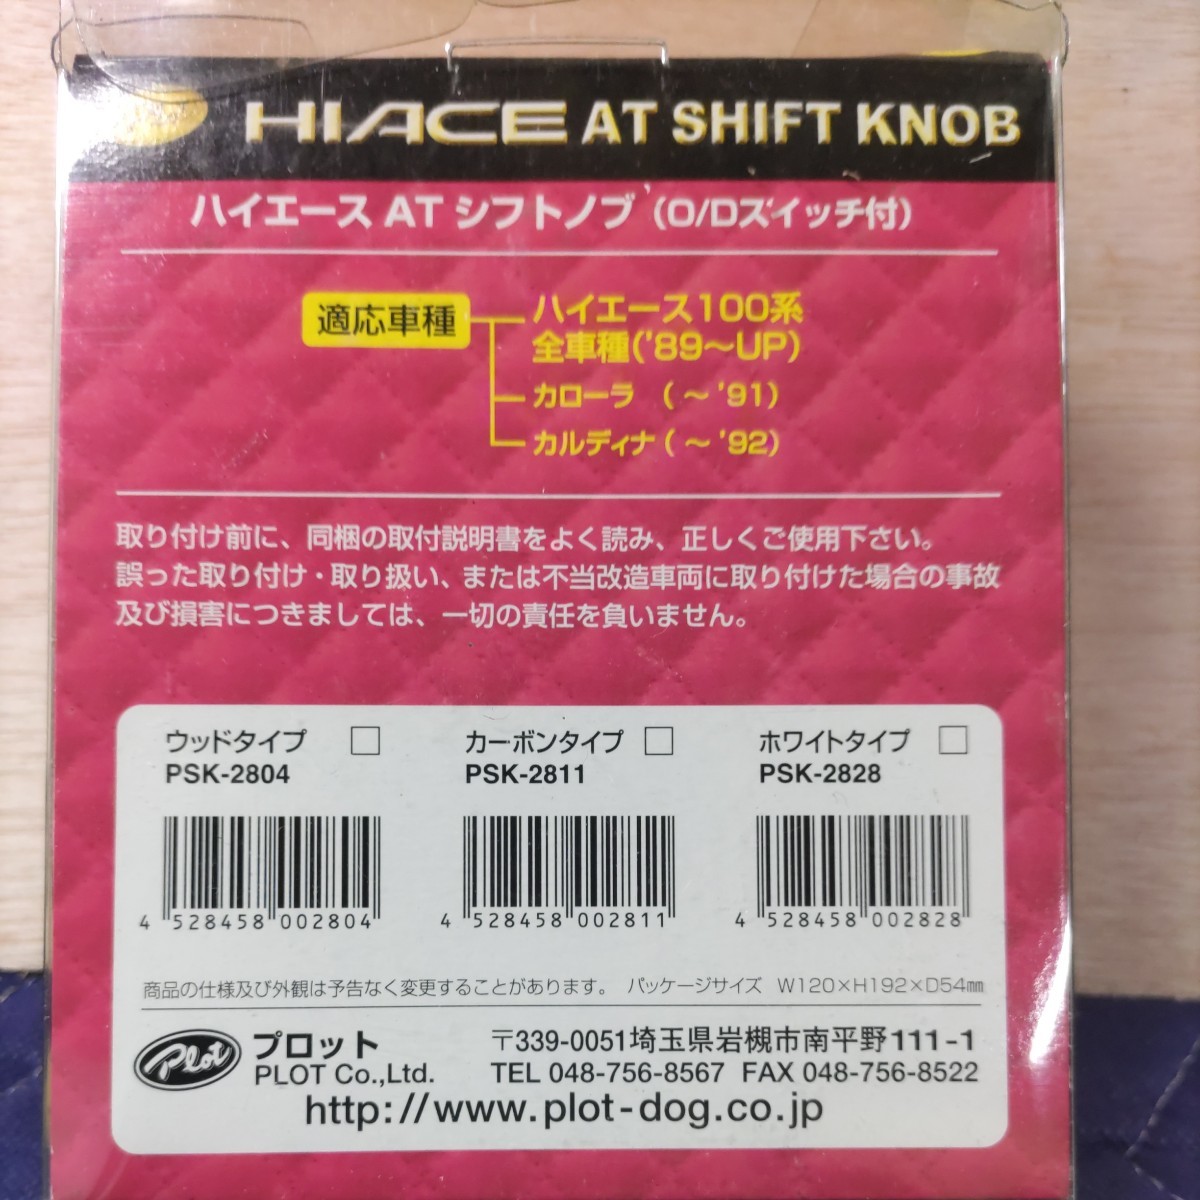 HIACE AT SHIFT KNOB
ハイエース AT シフトノブ（O/Dスイッチ付）
適応車種
ハイエース100系
全車種('89～UP)
カローラ （～'91）
カルディナ（～'92）
取り付け前に、同梱の取付説明書をよく読み、正しくご使用下さい。
誤った取り付け・取り扱い、または不当改造車両に取り付けた場合の事故
及び損害につきましては、一切の責任を負いません。
ウッドタイプ □ カーボンタイプ □ ホワイトタイプ □
PSK-2804 PSK-2811 PSK-2828
4 528458 002804 4 528458 002811 4 528458 002828
商品の仕様及び外観は予告なく変更することがあります。 パッケージサイズ W120×H192×D54mm
Plot プロット 〒339-0051埼玉県岩槻市南平野111-1
PLOT Co.,Ltd. TEL 048-756-8567 FAX 048-756-8522
http://www.plot-dog.co.jp